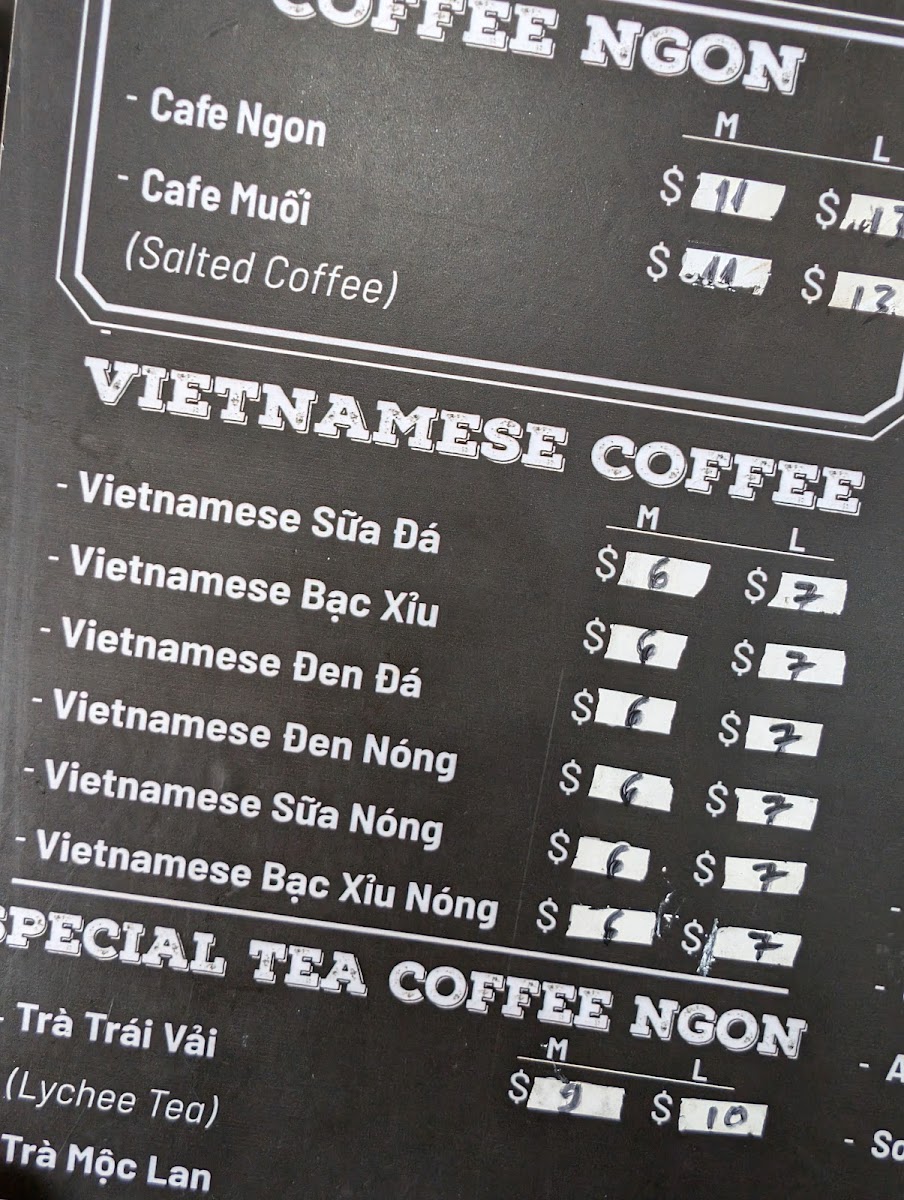 COFFEE NGON
M L
- Cafe Ngon $ 11 $ 13
- Cafe Muối $ 11 $ 13
(Salted Coffee)
VIETNAMESE COFFEE
M L
- Vietnamese Sữa Đá $ 6 $ 7
- Vietnamese Bạc Xỉu $ 6 $ 7
- Vietnamese Đen Đá $ 6 $ 7
- Vietnamese Đen Nóng $ 6 $ 7
- Vietnamese Sữa Nóng $ 6 $ 7
- Vietnamese Bạc Xỉu Nóng $ 6 $ 7
SPECIAL TEA COFFEE NGON
M L
- Trà Trái Vải $ 9 $ 10
(Lychee Tea)
Trà Mộc Lan